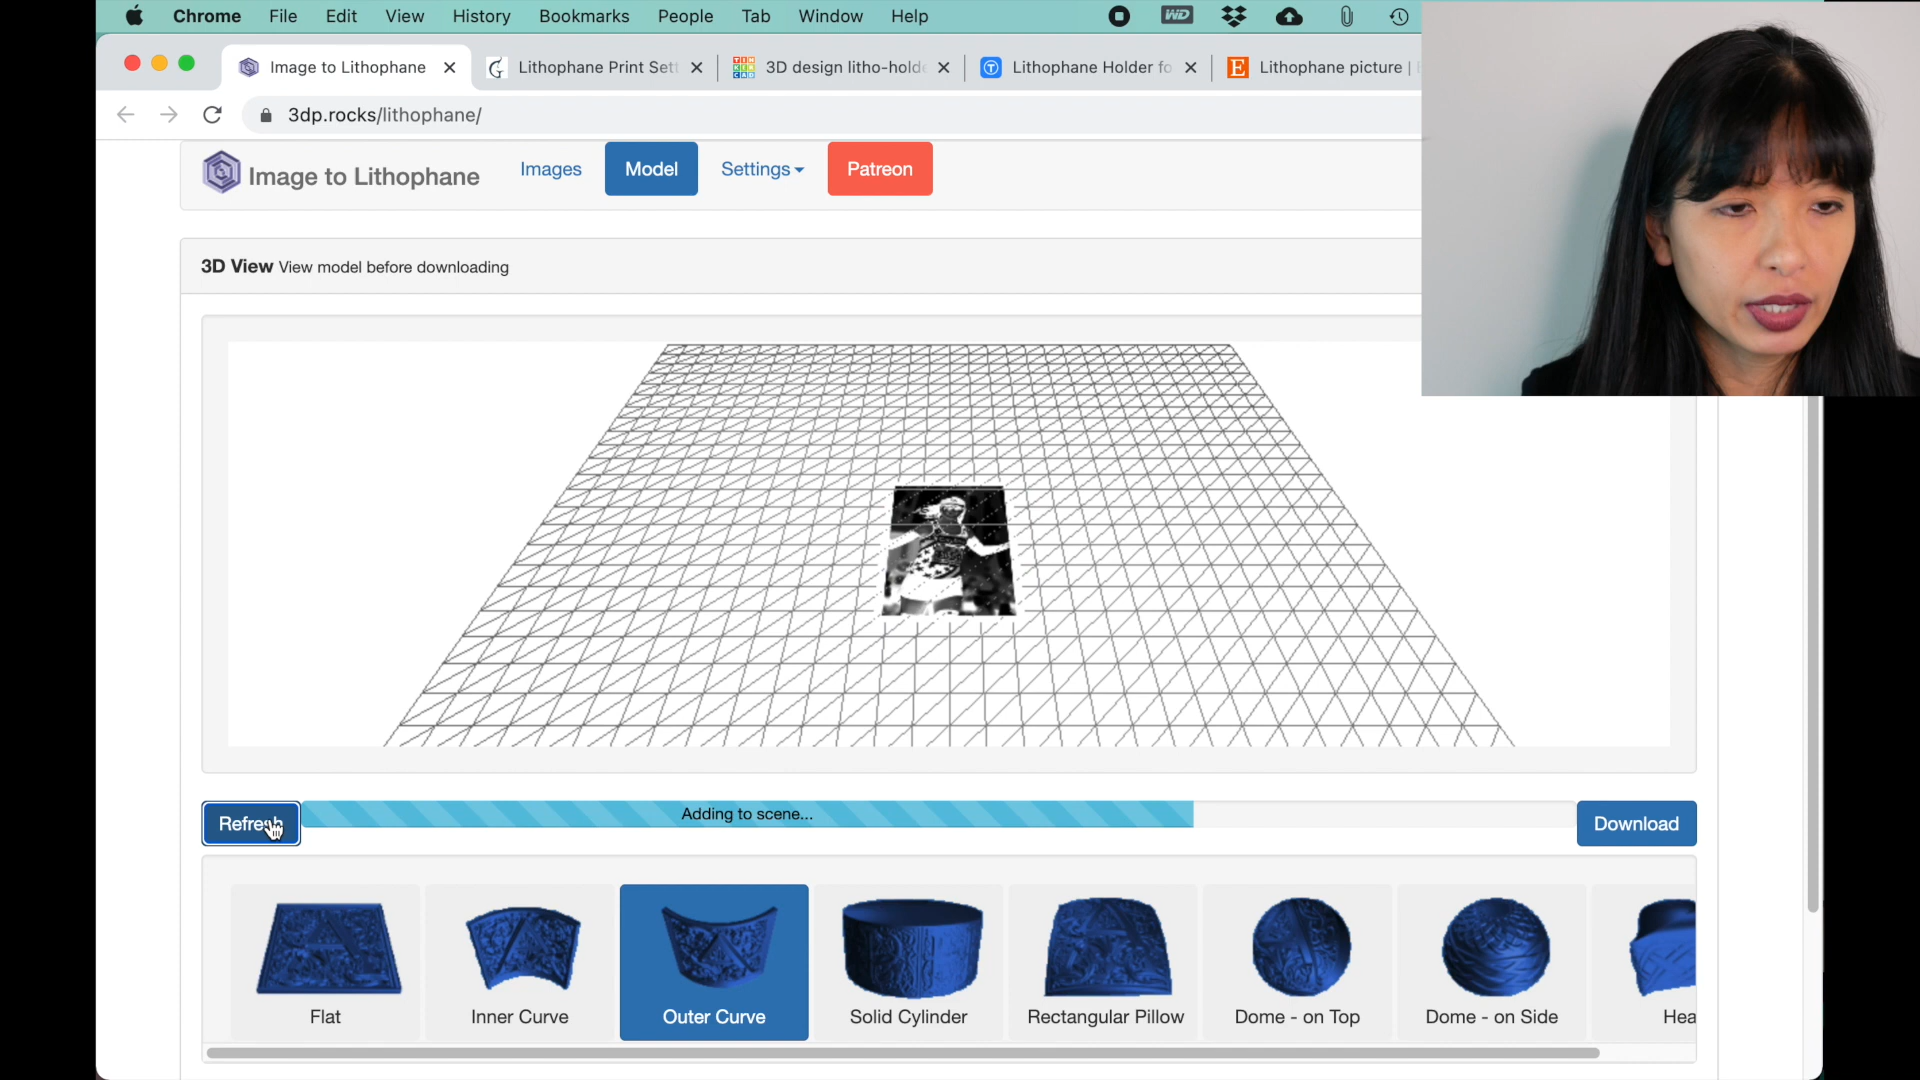 Chrome File Edit View History Bookmarks People Tab Window Help WD
Image to Lithophane Lithophane Print Sett 3D design litho-holde Lithophane Holder fo E Lithophane picture |
3dp.rocks/lithophane/
Image to Lithophane Images Model Settings Patreon
3D View View model before downloading
Refresh Adding to scene... Download
Flat Inner Curve Outer Curve Solid Cylinder Rectangular Pillow Dome - on Top Dome - on Side Hea